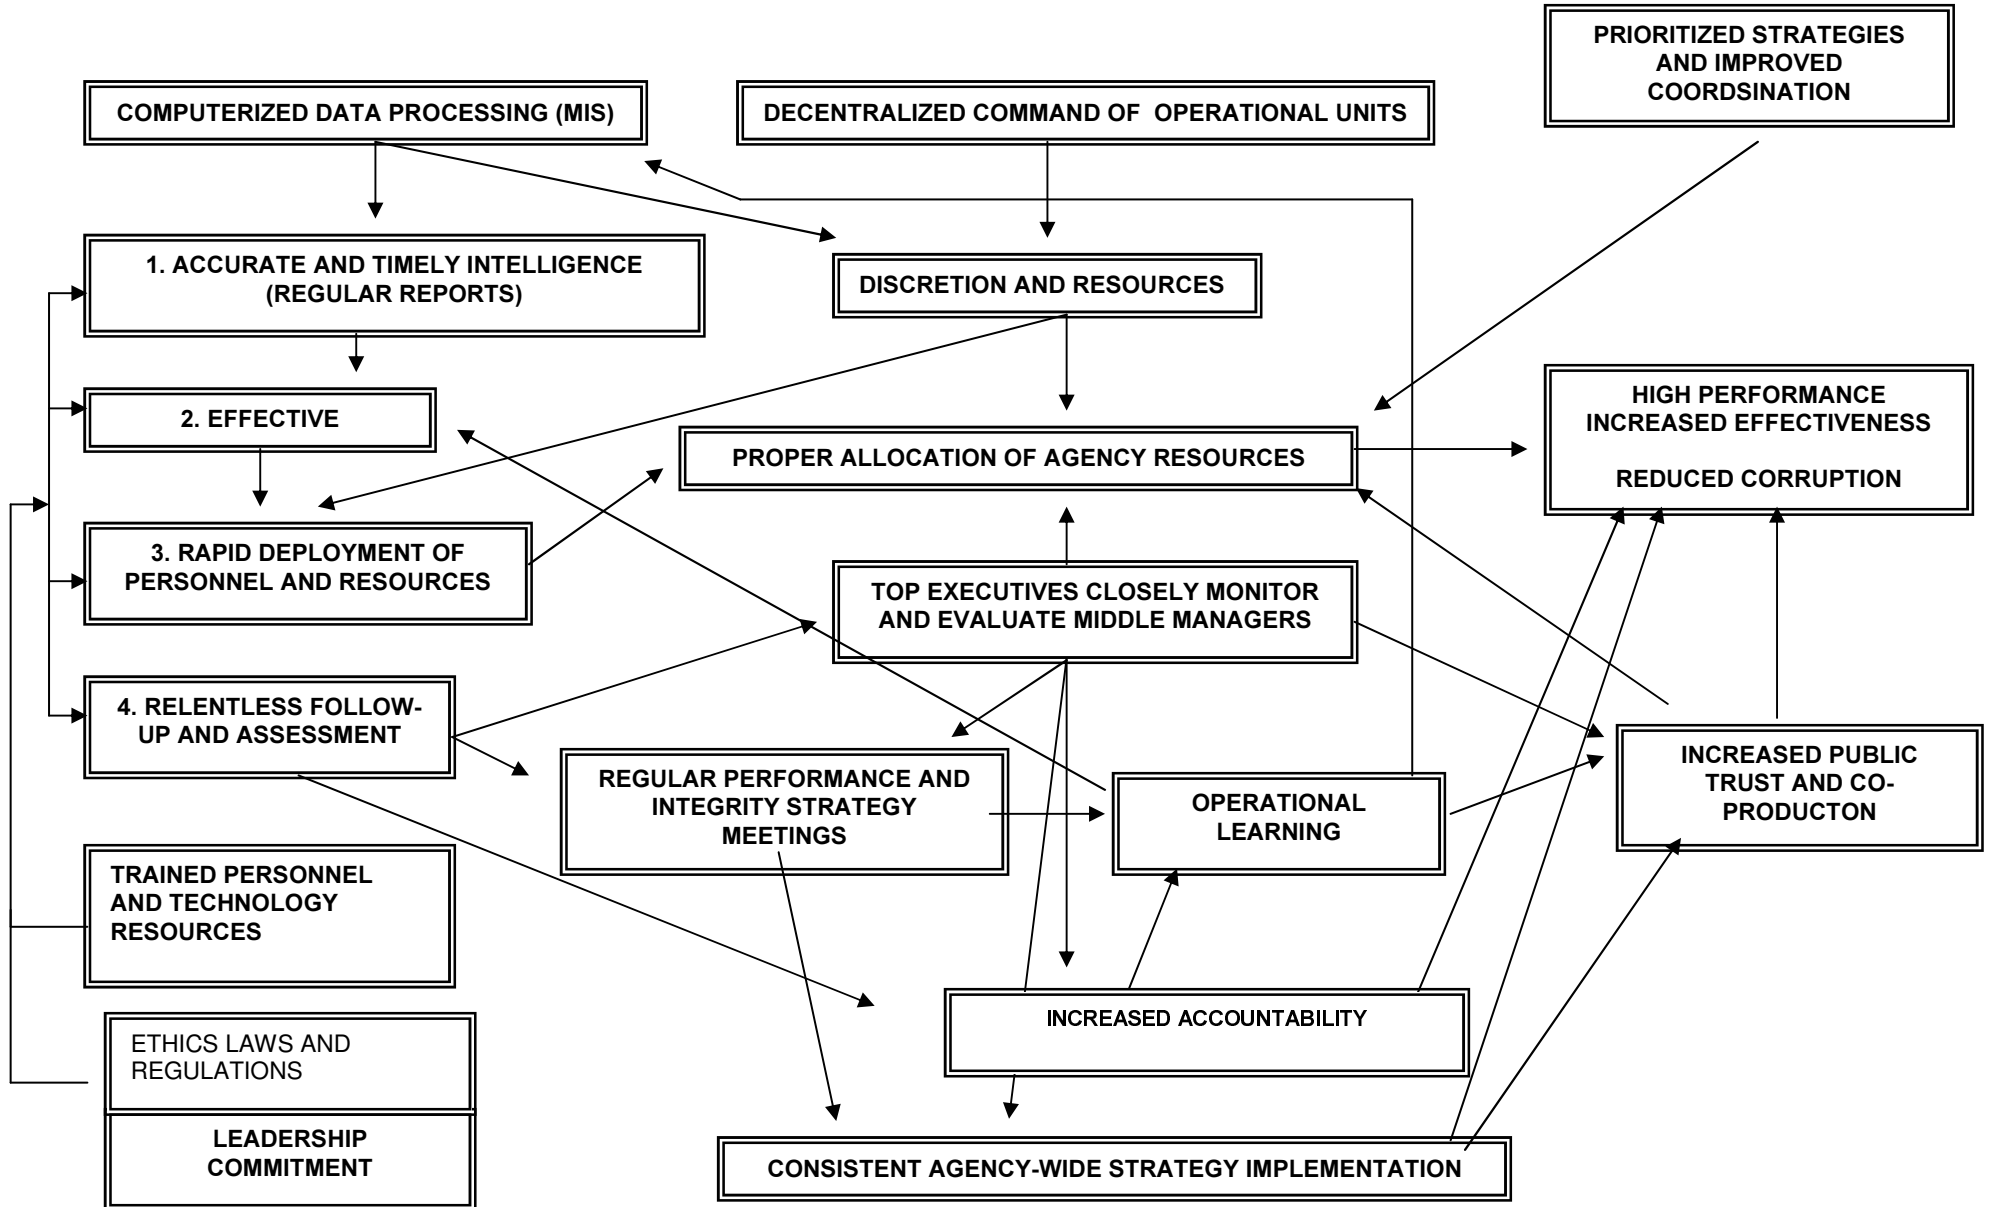 PRIORITIZED STRATEGIES
AND IMPROVED
COORDSINATION
COMPUTERIZED DATA PROCESSING (MIS)
DECENTRALIZED COMMAND OF OPERATIONAL UNITS
1. ACCURATE AND TIMELY INTELLIGENCE
(REGULAR REPORTS)
DISCRETION AND RESOURCES
HIGH PERFORMANCE
INCREASED EFFECTIVENESS
REDUCED CORRUPTION
2. EFFECTIVE
PROPER ALLOCATION OF AGENCY RESOURCES
3. RAPID DEPLOYMENT OF
PERSONNEL AND RESOURCES
TOP EXECUTIVES CLOSELY MONITOR
AND EVALUATE MIDDLE MANAGERS
4. RELENTLESS FOLLOW-
UP AND ASSESSMENT
REGULAR PERFORMANCE AND
INTEGRITY STRATEGY
MEETINGS
OPERATIONAL
LEARNING
INCREASED PUBLIC
TRUST AND CO-
PRODUCTON
TRAINED PERSONNEL
AND TECHNOLOGY
RESOURCES
INCREASED ACCOUNTABILITY
ETHICS LAWS AND
REGULATIONS
LEADERSHIP
COMMITMENT
CONSISTENT AGENCY-WIDE STRATEGY IMPLEMENTATION